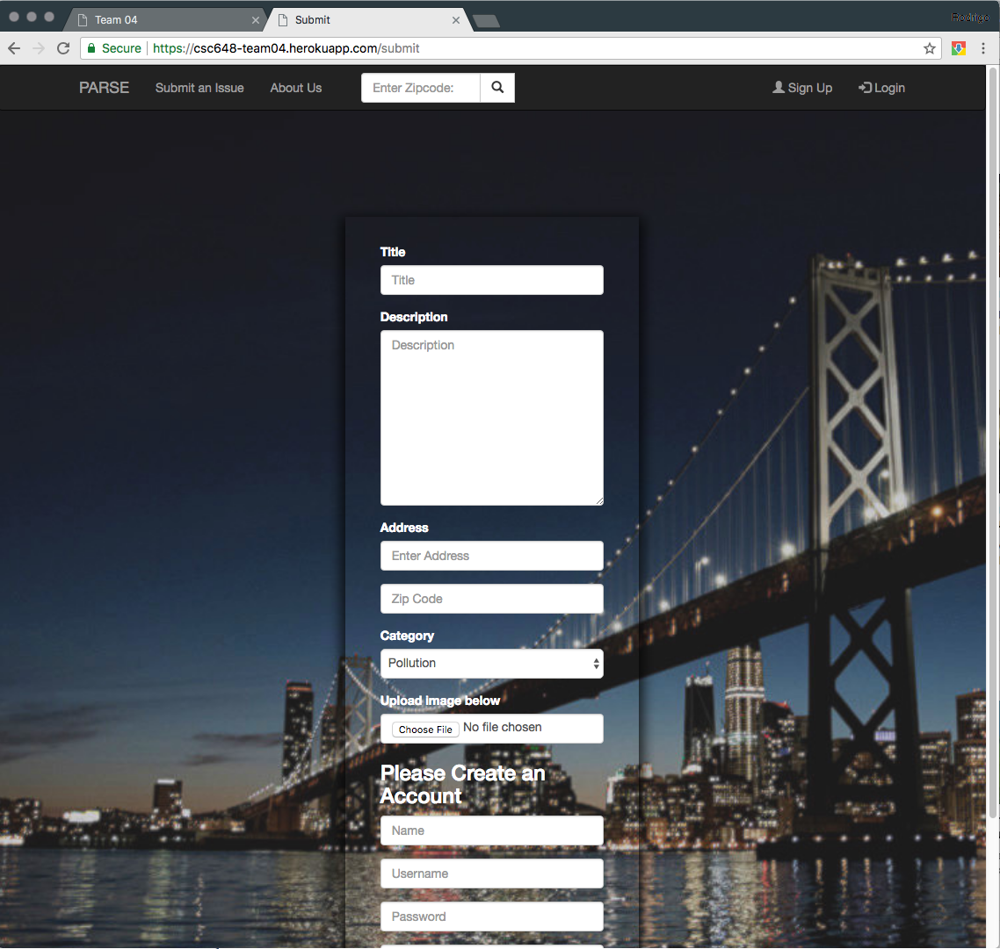 Team 04
Submit
Rodrigo
Secure https://csc648-team04.herokuapp.com/submit
PARSE Submit an Issue About Us Enter Zipcode: Sign Up Login
Title
Title
Description
Description
Address
Enter Address
Zip Code
Category
Pollution
Upload image below
Choose File No file chosen
Please Create an
Account
Name
Username
Password